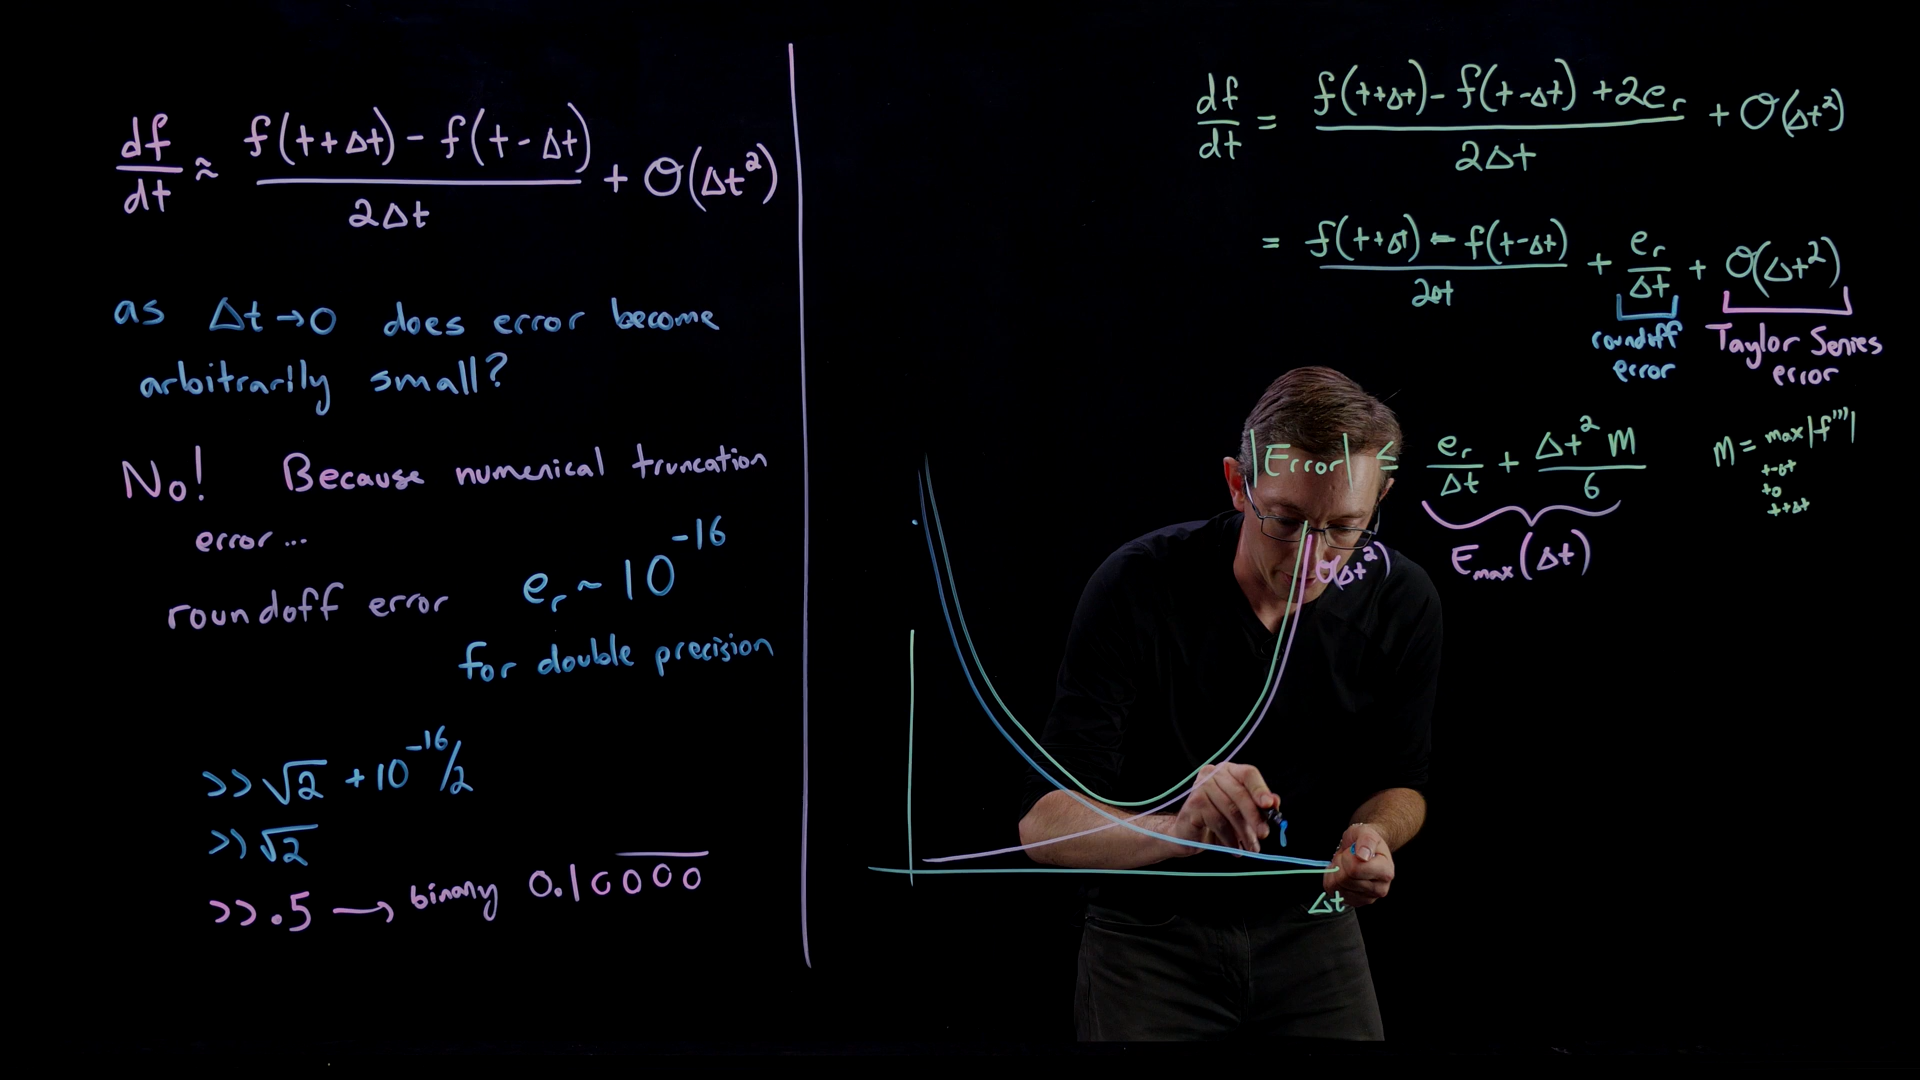 df/dt ≈ (f(t+Δt) - f(t-Δt))/(2Δt) + O(Δt²)
as Δt→0 does error become
arbitrarily small?
No! Because numerical truncation
error...
roundoff error e_r ~ 10^-16
for double precision
>> √2 + 10^-16/2
>> √2
>> .5 → binary 0.10000
df/dt = (f(t+Δt) - f(t-Δt) + 2e_r)/(2Δt) + O(Δt²)
= (f(t+Δt) - f(t-Δt))/(2Δt) + e_r/Δt + O(Δt²)
roundoff
error
Taylor Series
error
|Error| ≤ e_r/Δt + Δt² M/6
M = max|f'''|
t-Δt
to
t+Δt
E_max(Δt)
O(Δt²)
Δt